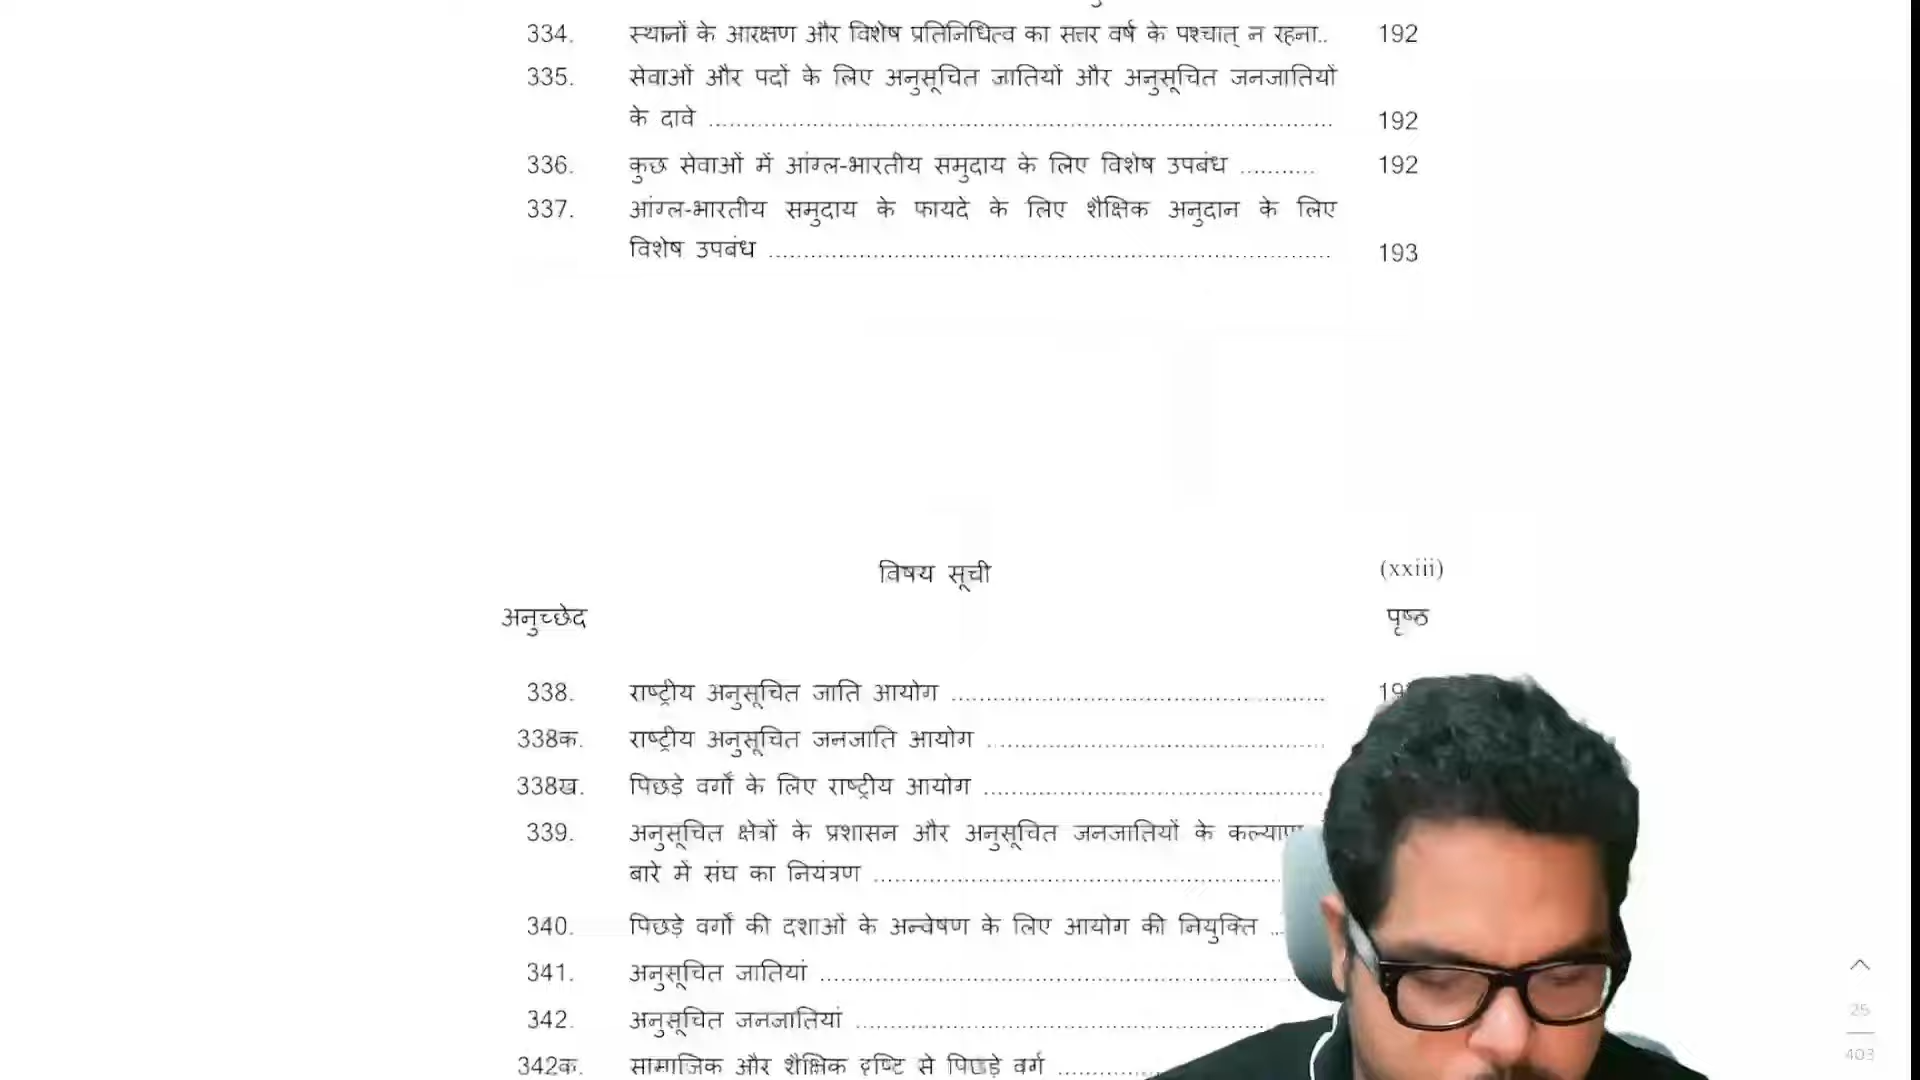 334. स्थानों के आरक्षण और विशेष प्रतिनिधित्व का सत्तर वर्ष के पश्चात् न रहना.. 192
335. सेवाओं और पदों के लिए अनुसूचित जातियों और अनुसूचित जनजातियों
के दावे ........ 192
336. कुछ सेवाओं में आंग्ल-भारतीय समुदाय के लिए विशेष उपबंध ........... 192
337. आंग्ल-भारतीय समुदाय के फायदे के लिए शैक्षिक अनुदान के लिए
विशेष उपबंध ........ 193
विषय सूची (xxiii)
अनुच्छेद पृष्ठ
338. राष्ट्रीय अनुसूचित जाति आयोग ........
338क. राष्ट्रीय अनुसूचित जनजाति आयोग ........
338ख. पिछड़े वर्गों के लिए राष्ट्रीय आयोग ........
339. अनुसूचित क्षेत्रों के प्रशासन और अनुसूचित जनजातियों के
बारे में संघ का नियंत्रण ........
340. पिछड़े वर्गों की दशाओं के अन्वेषण के लिए आयोग की नियुक्ति ...
341. अनुसूचित जातियां ........
342. अनुसूचित जनजातियां ........
342क. सामाजिक और शैक्षिक दृष्टि से पिछड़े वर्ग ........
25
403